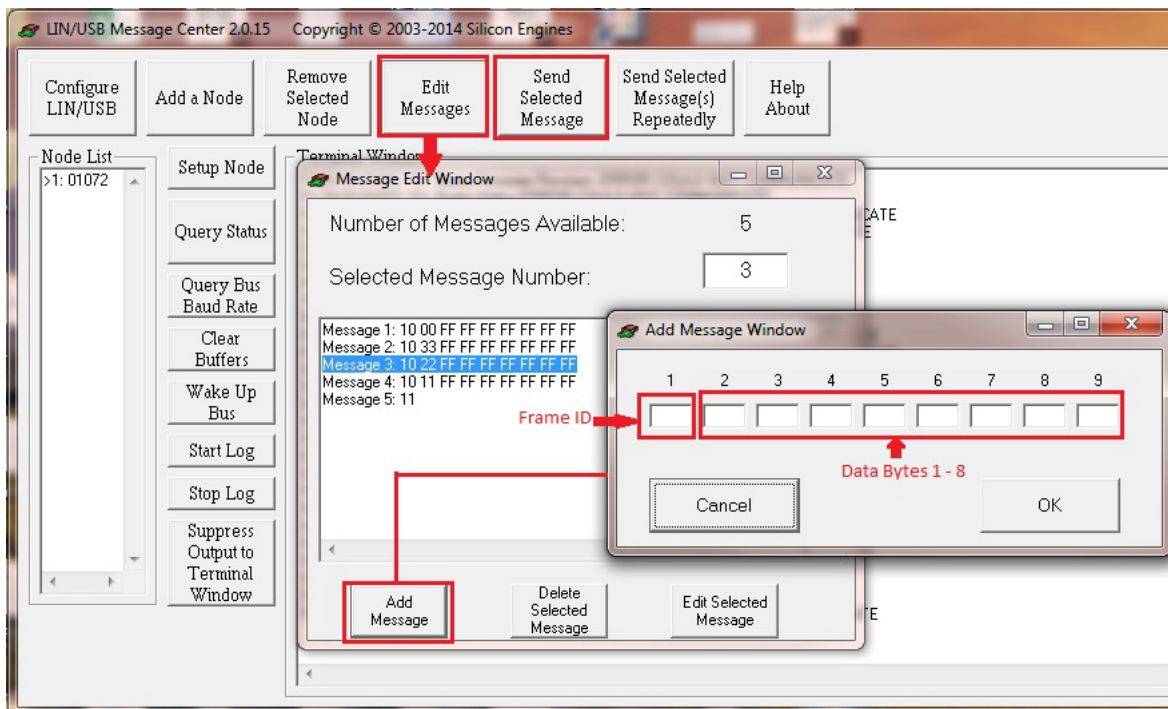 LIN/USB Message Center 2.0.15 Copyright © 2003-2014 Silicon Engines
Configure
LIN/USB
Add a Node
Remove
Selected
Node
Edit
Messages
Send
Selected
Message
Send Selected
Message(s)
Repeatedly
Help
About
Node List
>1: 01072
Setup Node
Query Status
Query Bus
Baud Rate
Clear
Buffers
Wake Up
Bus
Start Log
Stop Log
Suppress
Output to
Terminal
Window
Terminal Window
CATE
E
TE
Message Edit Window
Number of Messages Available: 5
Selected Message Number: 3
Message 1: 10 00 FF FF FF FF FF FF FF
Message 2: 10 33 FF FF FF FF FF FF FF
Message 3: 10 22 FF FF FF FF FF FF FF
Message 4: 10 11 FF FF FF FF FF FF FF
Message 5: 11
Add
Message
Delete
Selected
Message
Edit Selected
Message
Add Message Window
1 2 3 4 5 6 7 8 9
Frame ID
Data Bytes 1 - 8
Cancel
OK